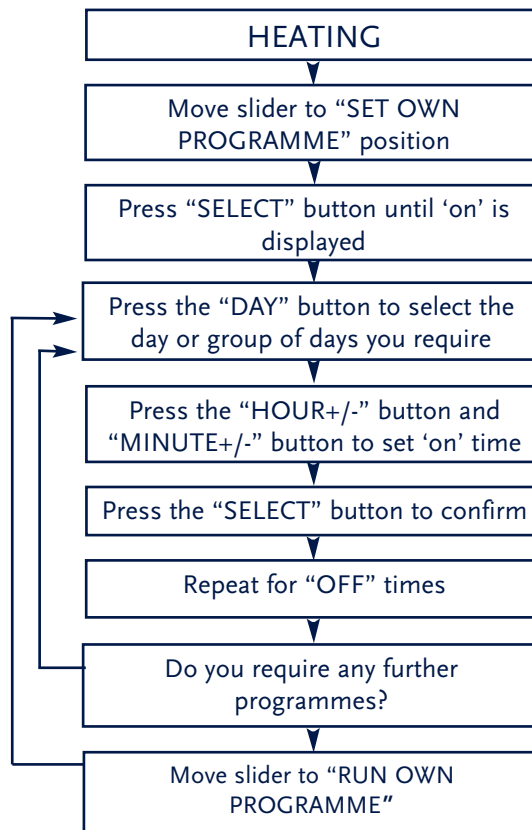 HEATING
Move slider to “SET OWN
PROGRAMME” position
Press “SELECT” button until ‘on’ is
displayed
Press the “DAY” button to select the
day or group of days you require
Press the “HOUR+/-” button and
“MINUTE+/-” button to set ‘on’ time
Press the “SELECT” button to confirm
Repeat for “OFF” times
Do you require any further
programmes?
Move slider to “RUN OWN
PROGRAMME”